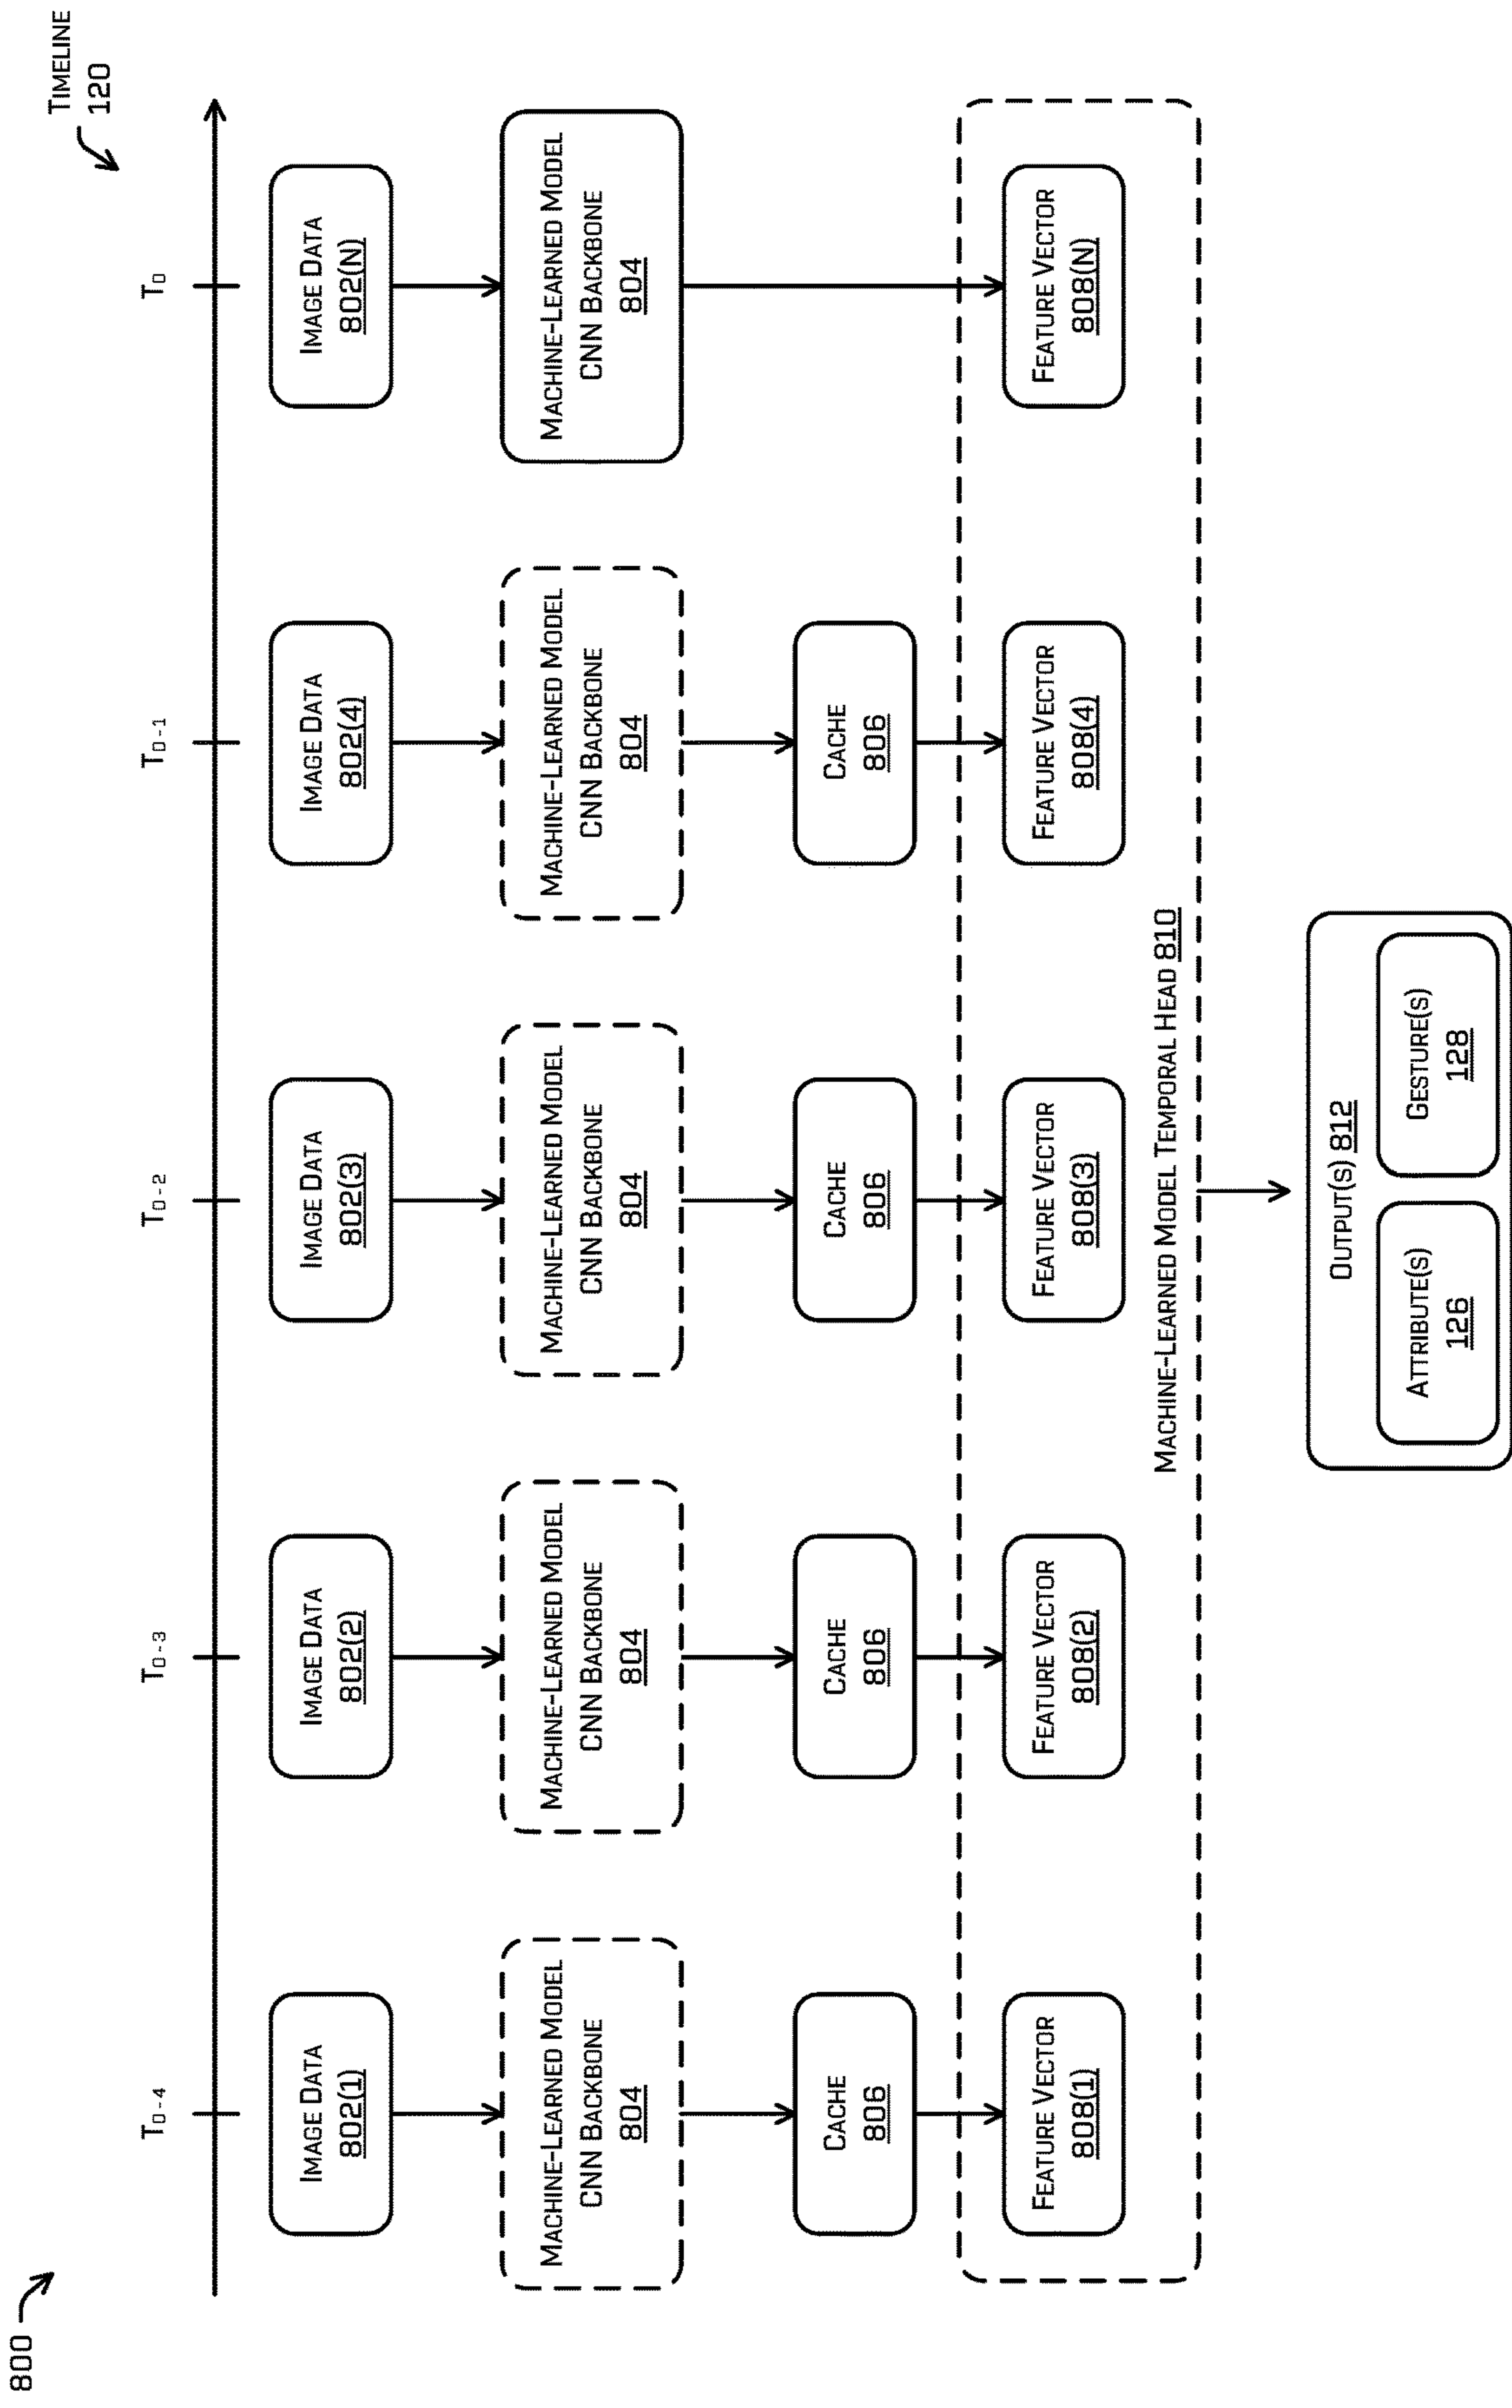 800
TIMELINE
120
T0-4
T0-3
T0-2
T0-1
T0
IMAGE DATA
802(1)
IMAGE DATA
802(2)
IMAGE DATA
802(3)
IMAGE DATA
802(4)
IMAGE DATA
802(N)
MACHINE-LEARNED MODEL
CNN BACKBONE
804
MACHINE-LEARNED MODEL
CNN BACKBONE
804
MACHINE-LEARNED MODEL
CNN BACKBONE
804
MACHINE-LEARNED MODEL
CNN BACKBONE
804
MACHINE-LEARNED MODEL
CNN BACKBONE
804
CACHE
806
CACHE
806
CACHE
806
CACHE
806
FEATURE VECTOR
808(1)
FEATURE VECTOR
808(2)
FEATURE VECTOR
808(3)
FEATURE VECTOR
808(4)
FEATURE VECTOR
808(N)
MACHINE-LEARNED MODEL TEMPORAL HEAD 810
OUTPUT(S) 812
ATTRIBUTE(S)
126
GESTURE(S)
128